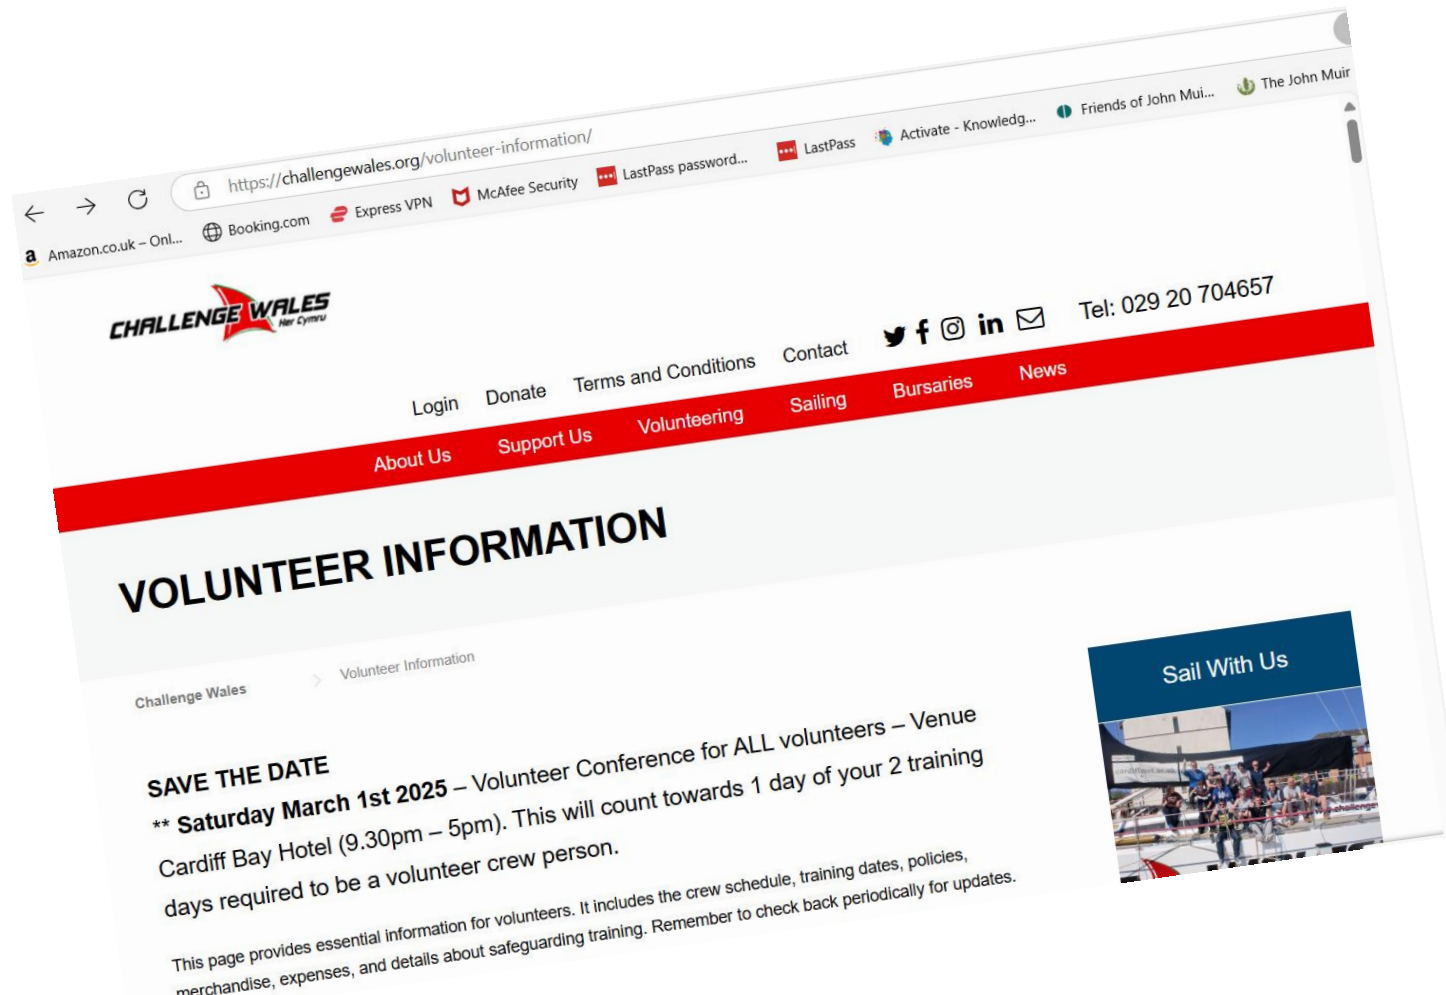 https://challengewales.org/volunteer-information/
Amazon.co.uk – Onl... Booking.com Express VPN McAfee Security LastPass password... LastPass Activate - Knowledg... Friends of John Mui... The John Muir
CHALLENGE WALES
Her Cymru
Tel: 029 20 704657
Login Donate Terms and Conditions Contact
About Us Support Us Volunteering Sailing Bursaries News
VOLUNTEER INFORMATION
Challenge Wales > Volunteer Information
Sail With Us
SAVE THE DATE
** Saturday March 1st 2025 – Volunteer Conference for ALL volunteers – Venue
Cardiff Bay Hotel (9.30pm – 5pm). This will count towards 1 day of your 2 training
days required to be a volunteer crew person.
This page provides essential information for volunteers. It includes the crew schedule, training dates, policies,
merchandise, expenses, and details about safeguarding training. Remember to check back periodically for updates.